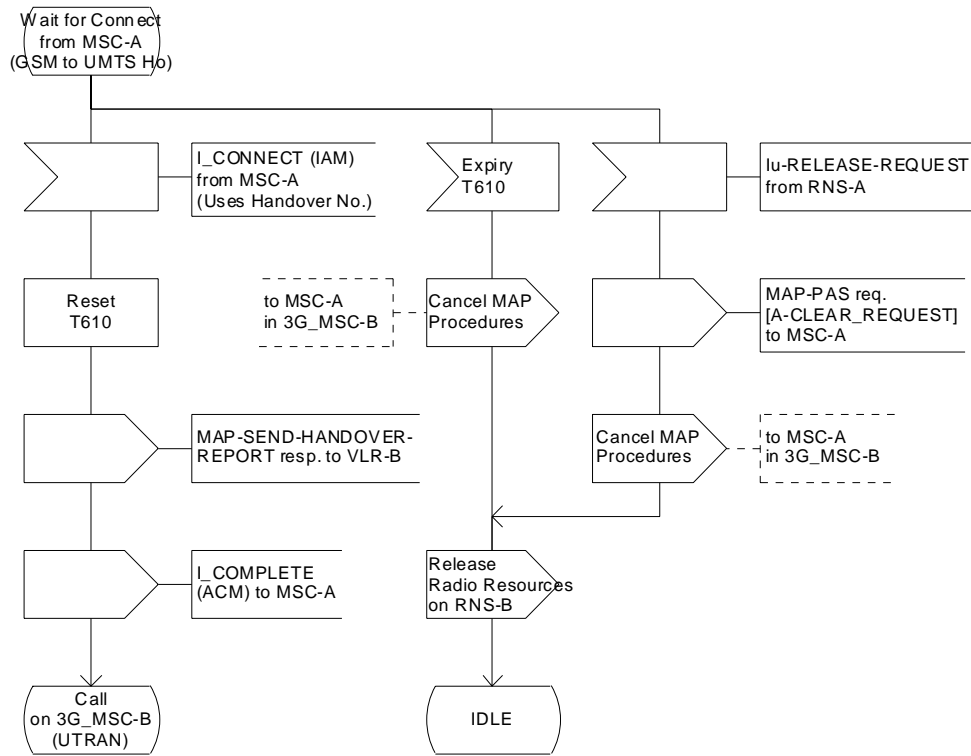 Wait for Connect
from MSC-A
(GSM to UMTS Ho)
I_CONNECT (IAM)
from MSC-A
(Uses Handover No.)
Expiry
T610
Iu-RELEASE-REQUEST
from RNS-A
Reset
T610
to MSC-A
in 3G_MSC-B
Cancel MAP
Procedures
MAP-PAS req.
[A-CLEAR_REQUEST]
to MSC-A
MAP-SEND-HANDOVER-
REPORT resp. to VLR-B
Cancel MAP
Procedures
to MSC-A
in 3G_MSC-B
I_COMPLETE
(ACM) to MSC-A
Release
Radio Resources
on RNS-B
Call
on 3G_MSC-B
(UTRAN)
IDLE